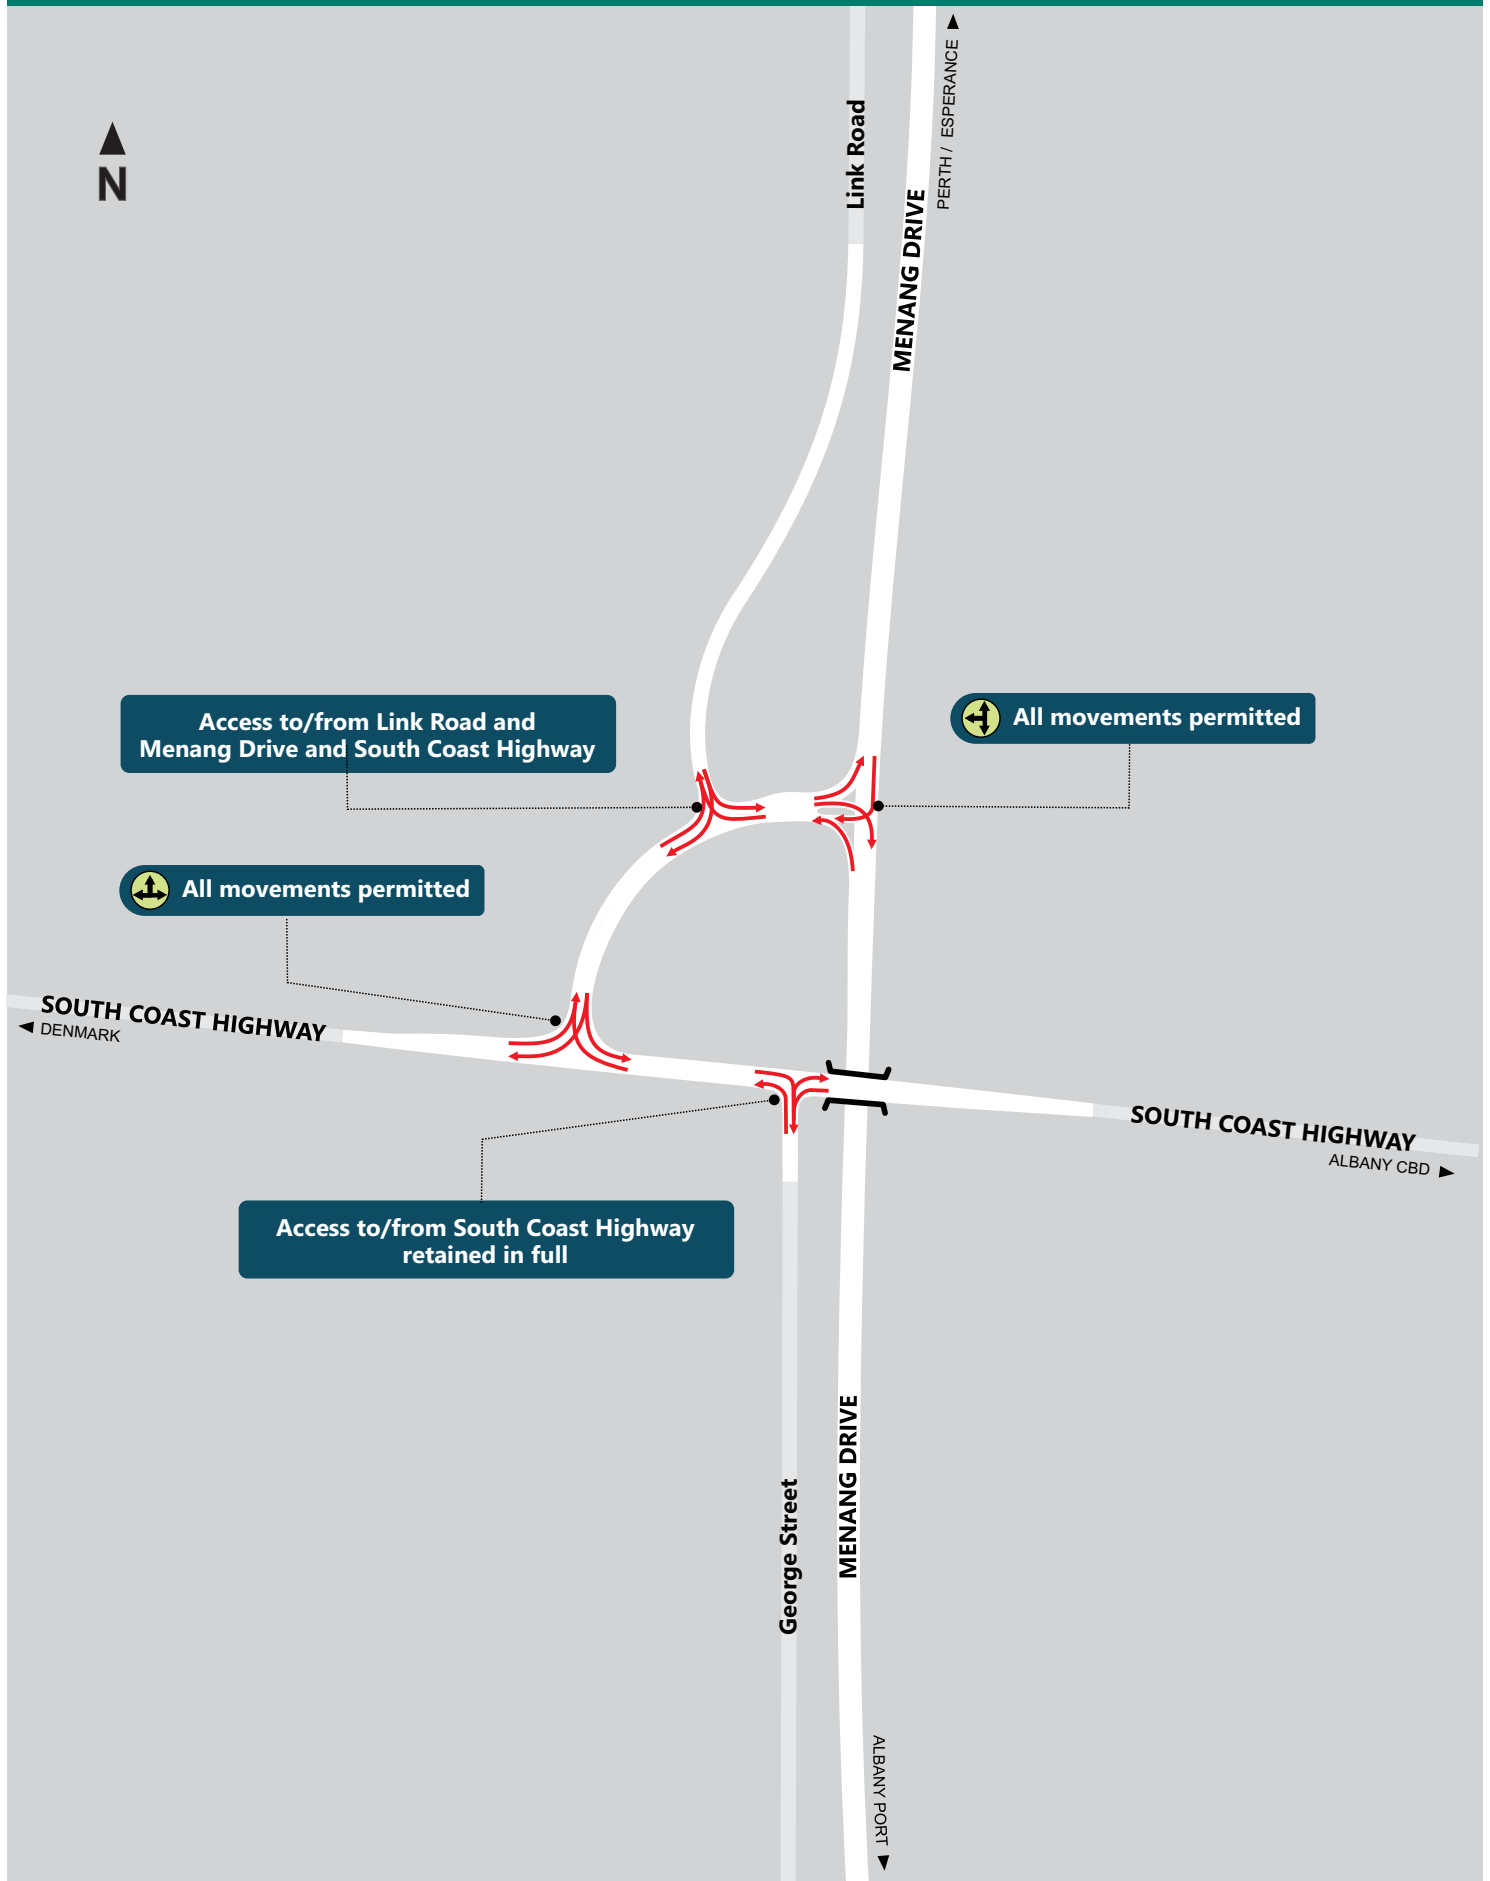 Link Road
PERTH / ESPERANCE
N
MENANG DRIVE
Access to/from Link Road and
Menang Drive and South Coast Highway
All movements permitted
All movements permitted
SOUTH COAST HIGHWAY
DENMARK
SOUTH COAST HIGHWAY
ALBANY CBD
Access to/from South Coast Highway
retained in full
MENANG DRIVE
George Street
ALBANY PORT